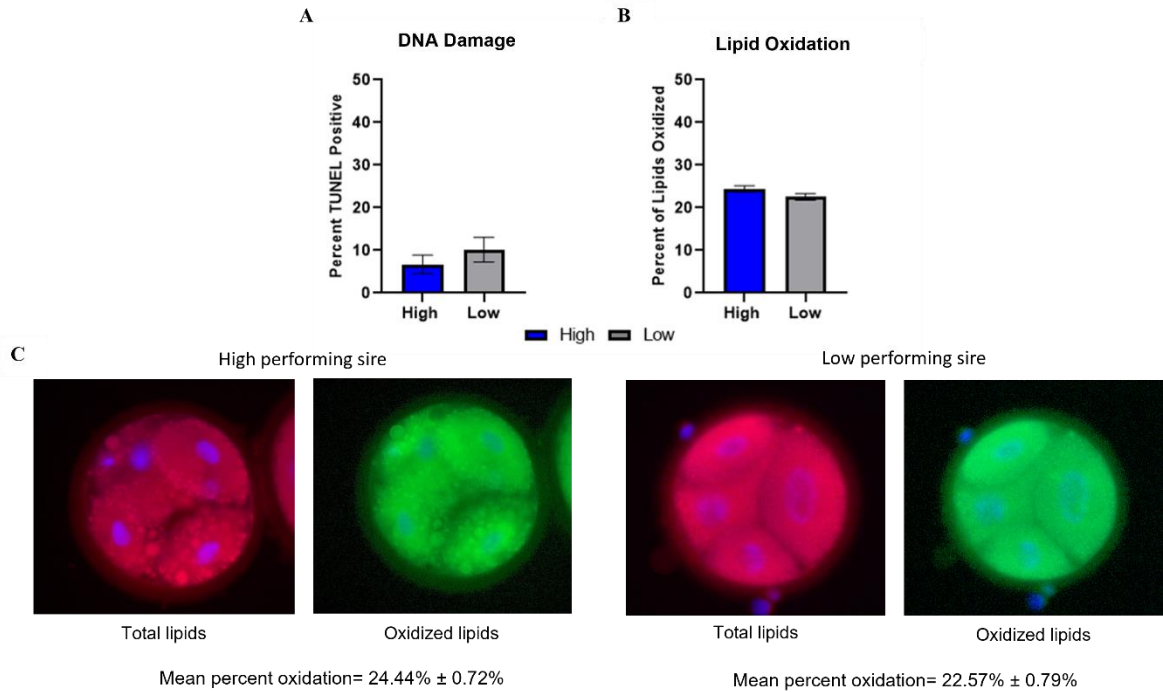 A
DNA Damage
Percent TUNEL Positive
50
40
30
20
10
0
High
Low
B
Lipid Oxidation
Percent of Lipids Oxidized
50
40
30
20
10
0
High
Low
High Low
C
High performing sire
Low performing sire
Total lipids
Oxidized lipids
Total lipids
Oxidized lipids
Mean percent oxidation= 24.44% ± 0.72%
Mean percent oxidation= 22.57% ± 0.79%